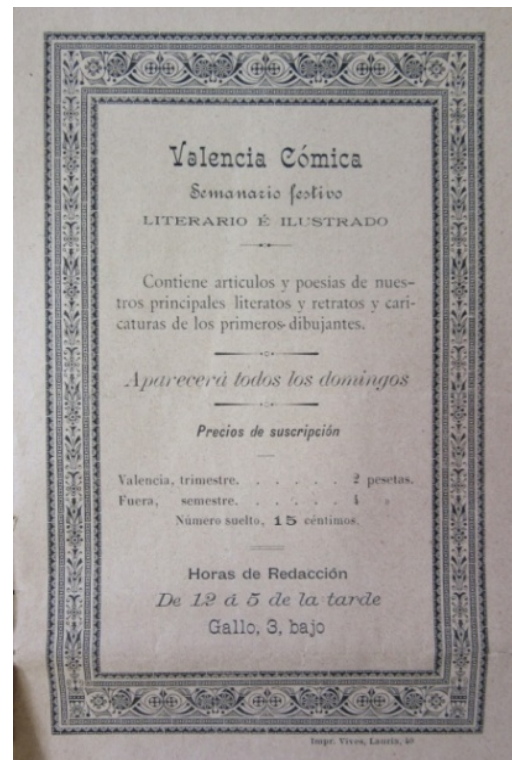 Valencia Cómica
Semanario festivo
LITERARIO É ILUSTRADO
Contiene artículos y poesías de nues-
tros principales literatos y retratos y cari-
caturas de los primeros dibujantes.
Aparecerá todos los domingos
Precios de suscripción
Valencia, trimestre. . . . . . 2 pesetas.
Fuera, semestre. . . . . . 4 »
Número suelto, 15 céntimos.
Horas de Redacción
De 12 á 5 de la tarde
Gallo, 3, bajo
Impr. Vives, Lauria,